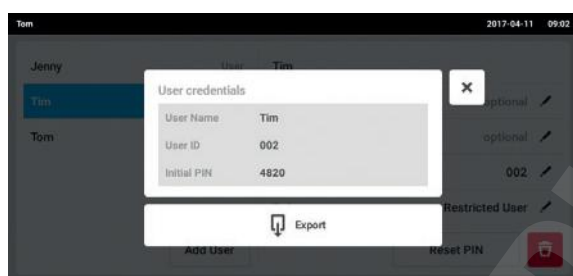 Tom 2017-04-11 09:02
Jenny User Tim
User credentials
Tim optional
User Name Tim
Tom optional
User ID 002
002
Initial PIN 4820
Restricted User
Export
Add User Reset PIN